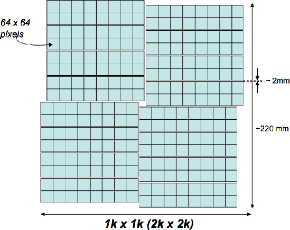 64 x 64
pixels
~ 2mm
~220 mm
1k x 1k (2k x 2k)